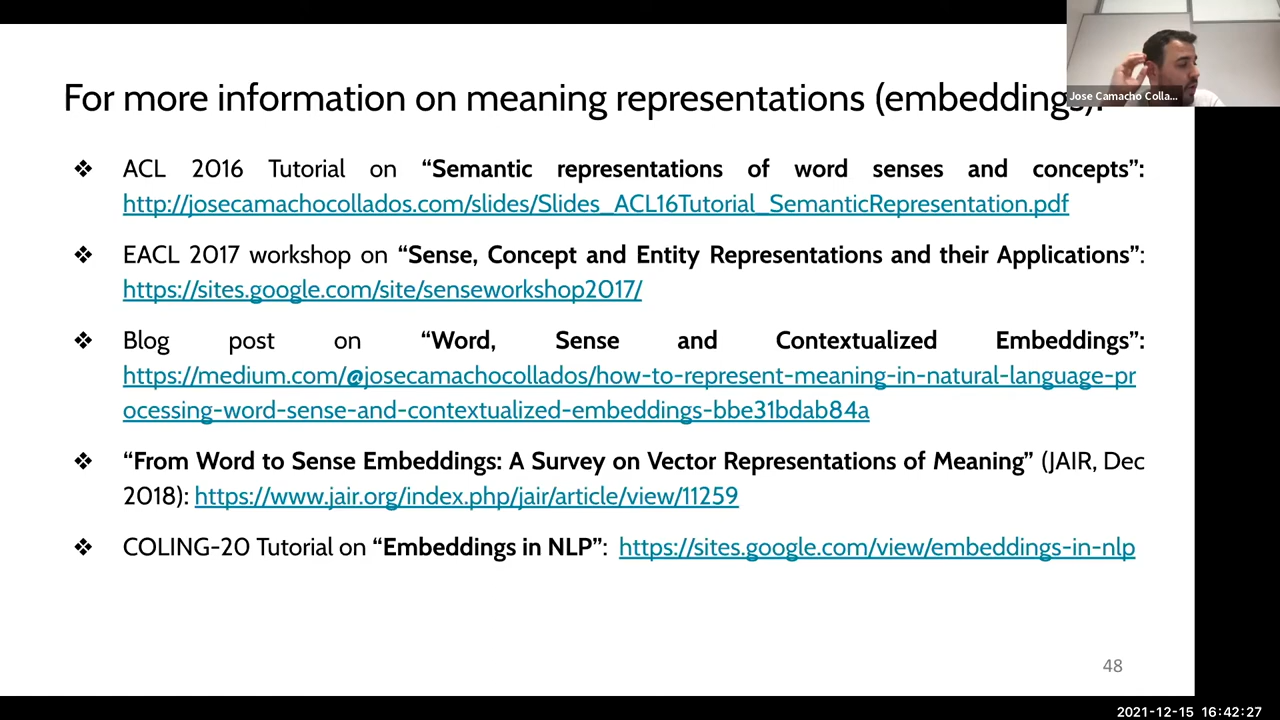 For more information on meaning representations (embeddings):
Jose Camacho Colla...
❖ ACL 2016 Tutorial on “Semantic representations of word senses and concepts”:
http://josecamachocollados.com/slides/Slides_ACL16Tutorial_SemanticRepresentation.pdf
❖ EACL 2017 workshop on “Sense, Concept and Entity Representations and their Applications”:
https://sites.google.com/site/senseworkshop2017/
❖ Blog post on “Word, Sense and Contextualized Embeddings”:
https://medium.com/@josecamachocollados/how-to-represent-meaning-in-natural-language-pr
ocessing-word-sense-and-contextualized-embeddings-bbe31bdab84a
❖ “From Word to Sense Embeddings: A Survey on Vector Representations of Meaning” (JAIR, Dec
2018): https://www.jair.org/index.php/jair/article/view/11259
❖ COLING-20 Tutorial on “Embeddings in NLP”: https://sites.google.com/view/embeddings-in-nlp
48
2021-12-15 16:42:27